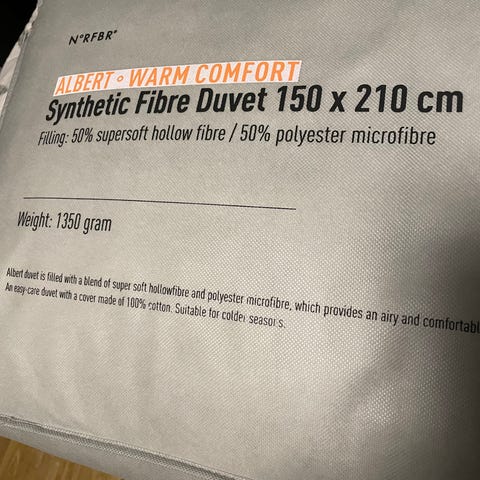 N°RFBR°
ALBERT ° WARM COMFORT
Synthetic Fibre Duvet 150 x 210 cm
Filling: 50% supersoft hollow fibre / 50% polyester microfibre
Weight: 1350 gram
Albert duvet is filled with a blend of super soft hollowfibre and polyester microfibre, which provides an airy and comfortabl
An easy-care duvet with a cover made of 100% cotton. Suitable for colder seasons.